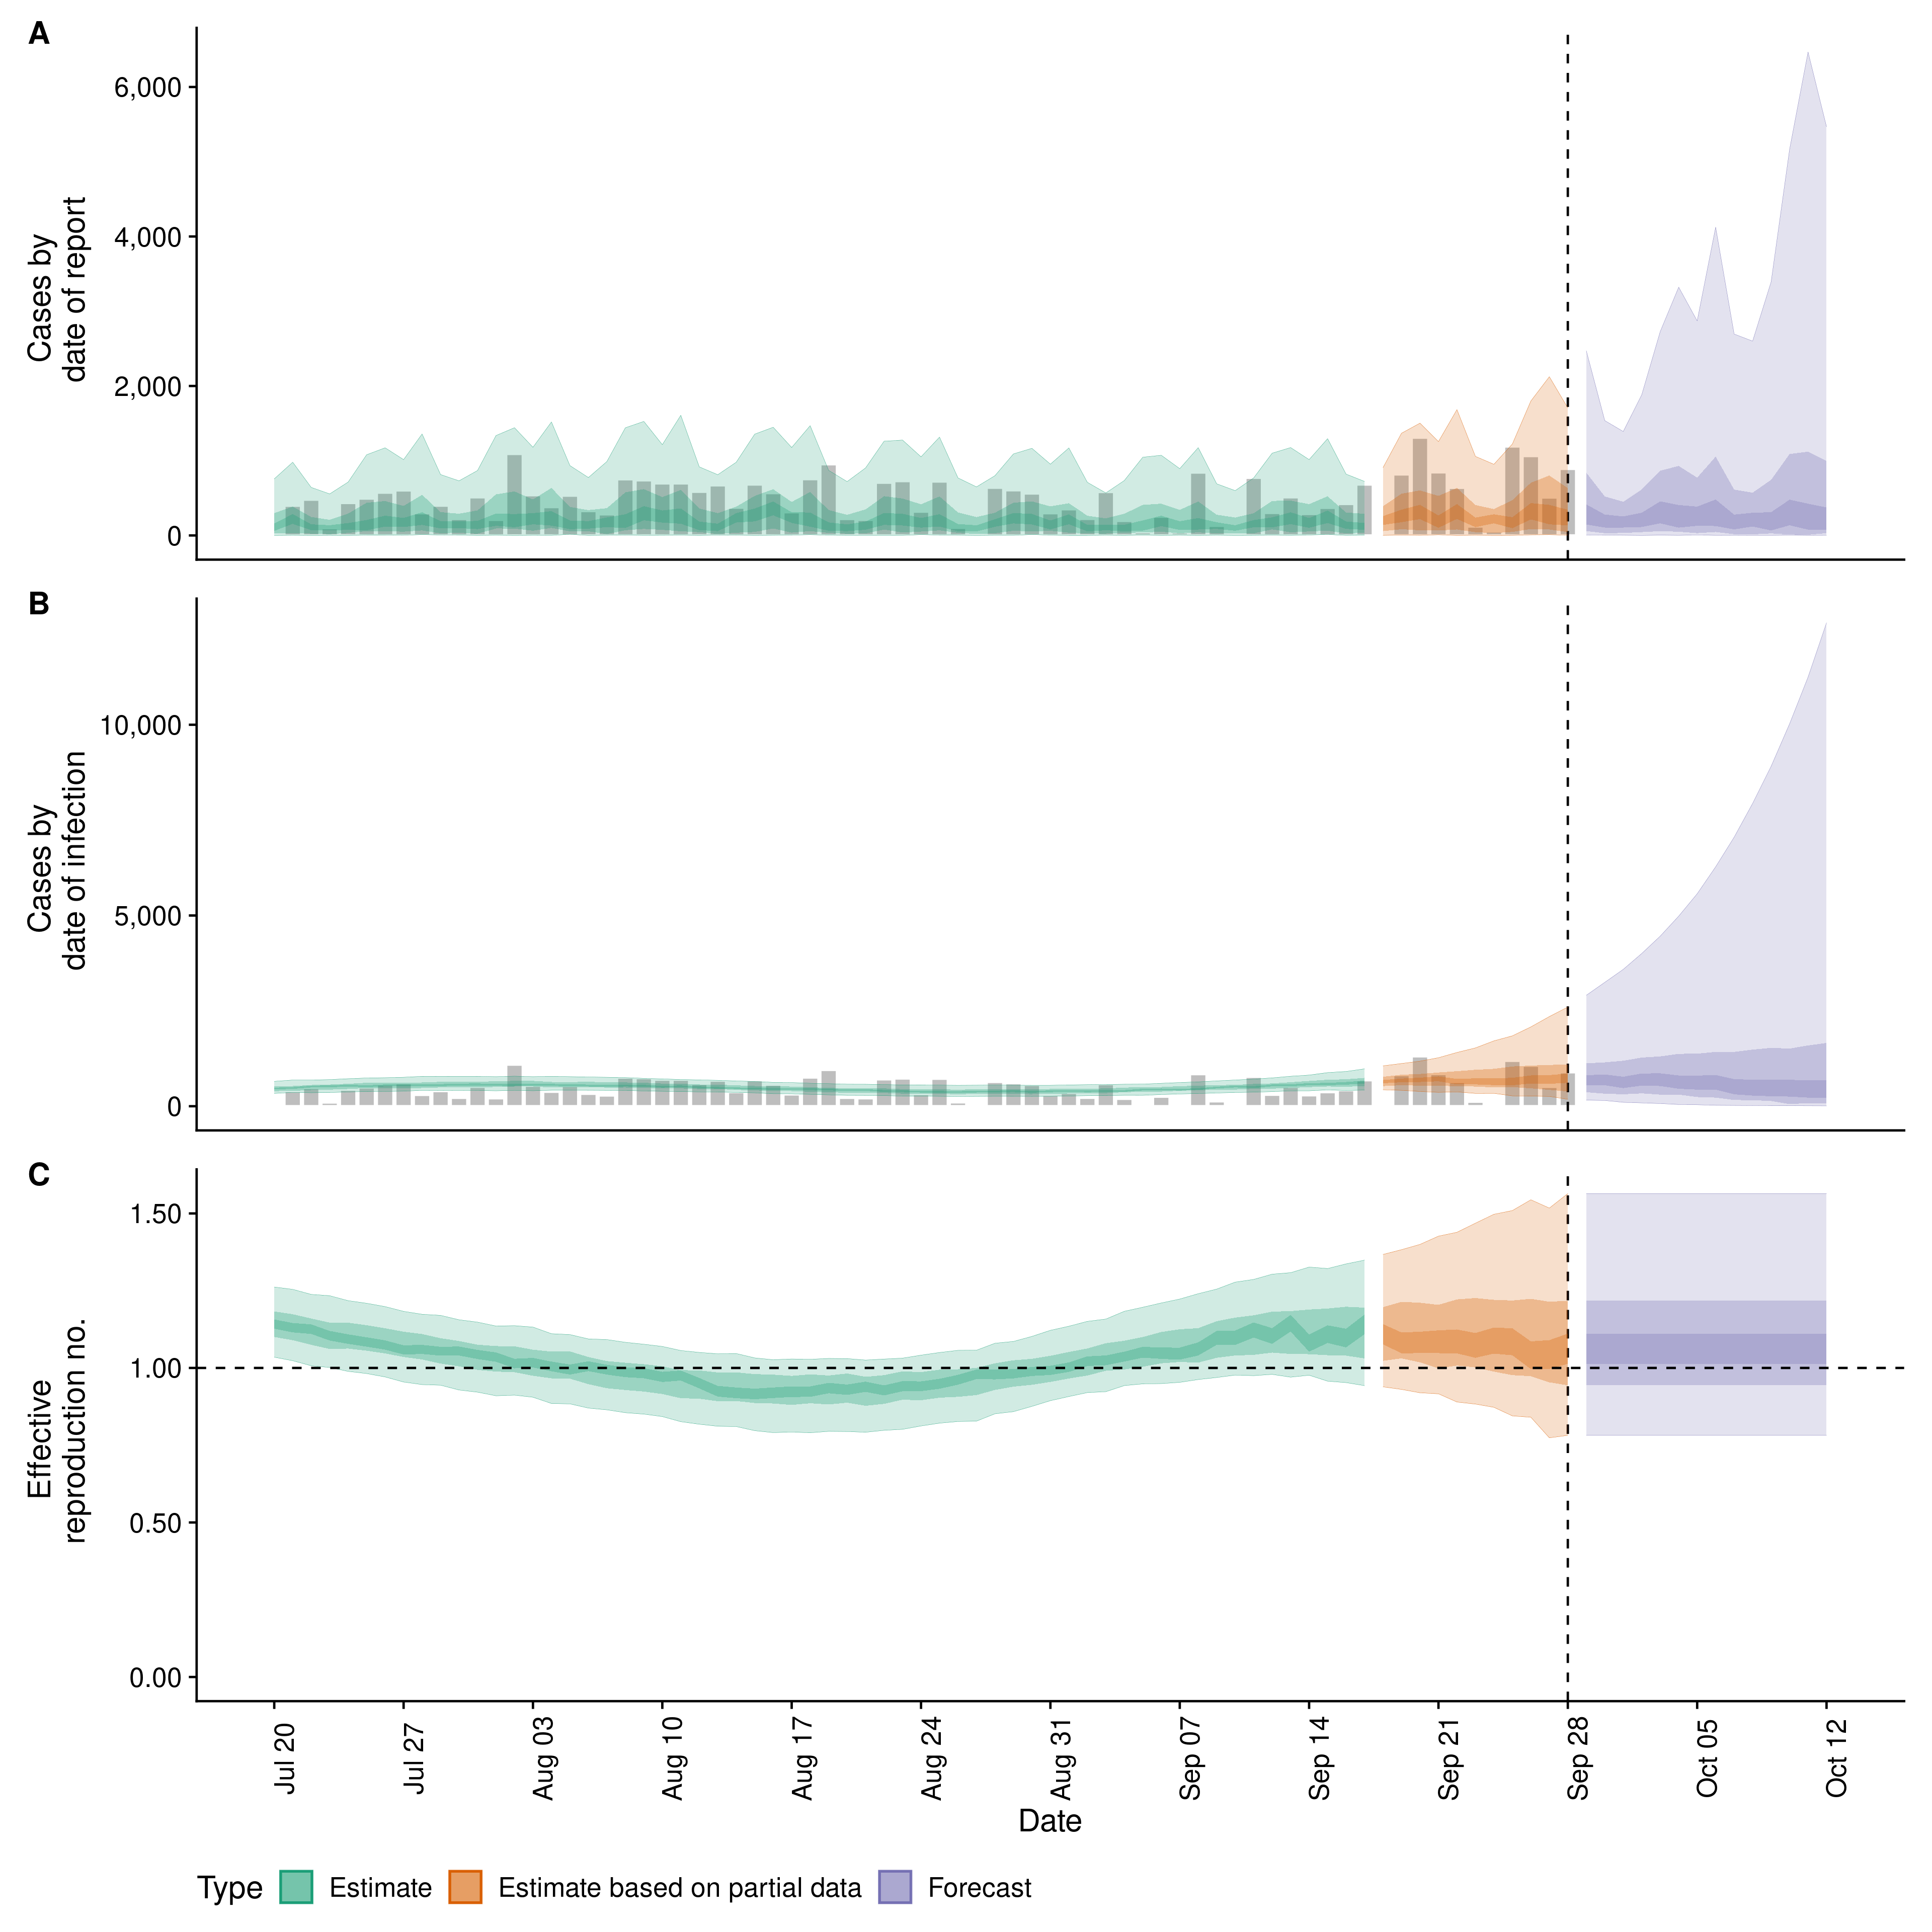 A
Cases by
date of report
6,000
4,000
2,000
0
B
Cases by
date of infection
10,000
5,000
0
C
Effective
reproduction no.
1.50
1.00
0.50
0.00
Jul 20
Jul 27
Aug 03
Aug 10
Aug 17
Aug 24
Aug 31
Sep 07
Sep 14
Sep 21
Sep 28
Oct 05
Oct 12
Date
Type
Estimate
Estimate based on partial data
Forecast